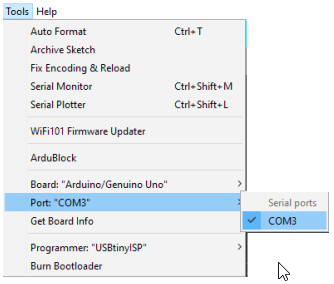 Tools Help
Auto Format Ctrl+T
Archive Sketch
Fix Encoding & Reload
Serial Monitor Ctrl+Shift+M
Serial Plotter Ctrl+Shift+L
WiFi101 Firmware Updater
ArduBlock
Board: "Arduino/Genuino Uno"
Port: "COM3"
Serial ports
Get Board Info
COM3
Programmer: "USBtinyISP"
Burn Bootloader